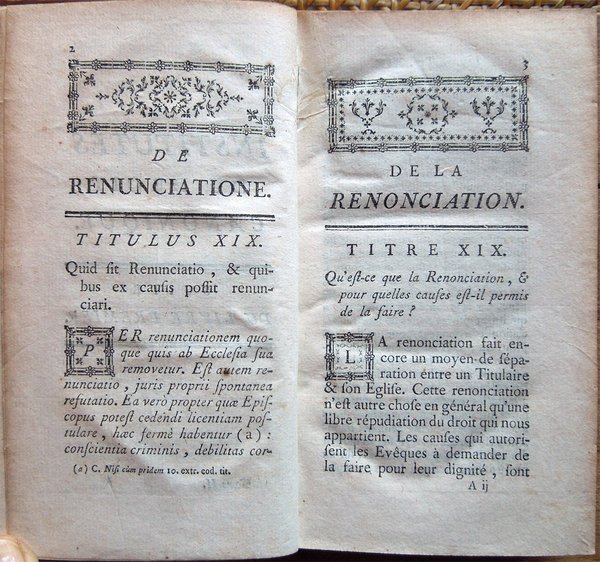 2
DE
RENUNCIATIONE.
TITULUS XIX.
Quid ſit Renunciatio, & qui-
bus ex cauſis poſſit renun-
ciari.
PER renunciationem quo-
que quis ab Eccleſia ſua
removetur. Eſt autem re-
nunciatio, juris proprii ſpontanea
refutatio. Ea verò propter quæ Epiſ-
copus poteſt cedendi licentiam poſ-
tulare, hæc fermè habentur (a):
conſcientia criminis, debilitas cor-
(a) C. Niſi cùm pridem 10. extr. cod. tit.
3
DE LA
RENONCIATION.
TITRE XIX.
Qu'eſt-ce que la Renonciation, &
pour quelles cauſes eſt-il permis
de la faire?
LA renonciation fait en-
core un moyen de ſépa-
ration entre un Titulaire
& ſon Egliſe. Cette renonciation
n'eſt autre choſe en général qu'une
libre répudiation du droit qui nous
appartient. Les cauſes qui autori-
ſent les Evêques à demander de
la faire pour leur dignité, ſont
A ij